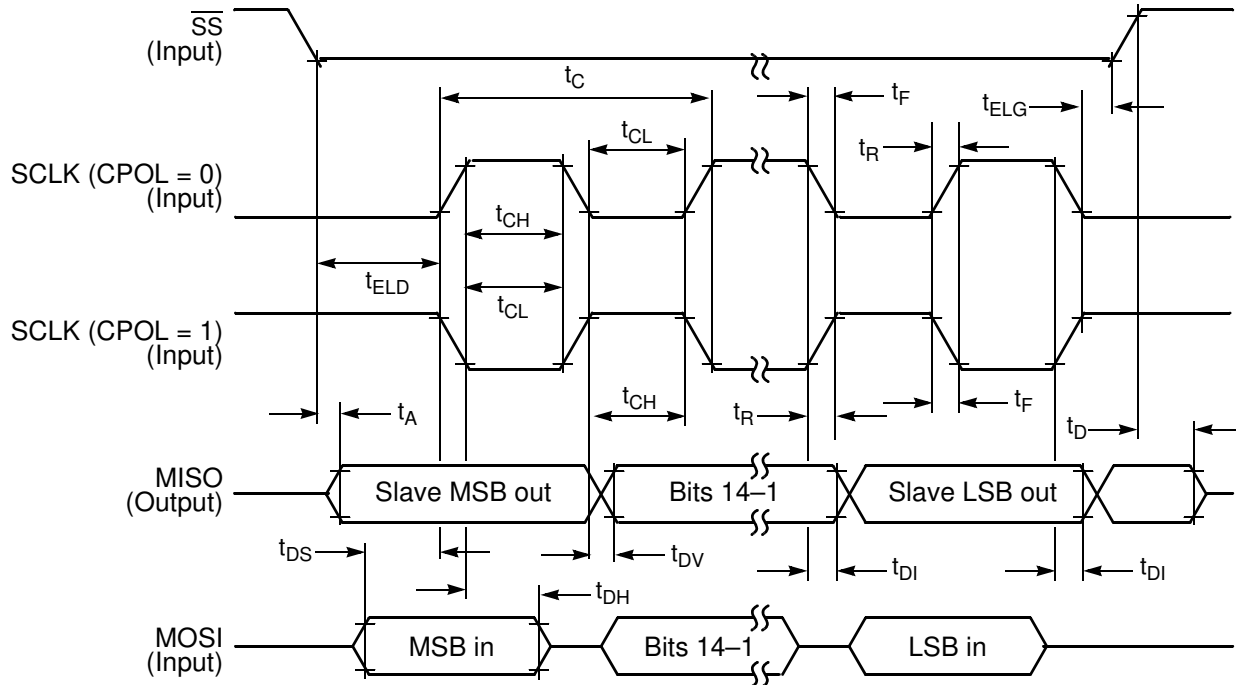 SS
(Input)
tC
tF
tELG
tCL
tR
SCLK (CPOL = 0)
(Input)
tCH
tELD
tCL
SCLK (CPOL = 1)
(Input)
tA
tCH
tR
tF
tD
MISO
(Output)
Slave MSB out
Bits 14–1
Slave LSB out
tDS
tDV
tDI
tDI
tDH
MOSI
(Input)
MSB in
Bits 14–1
LSB in